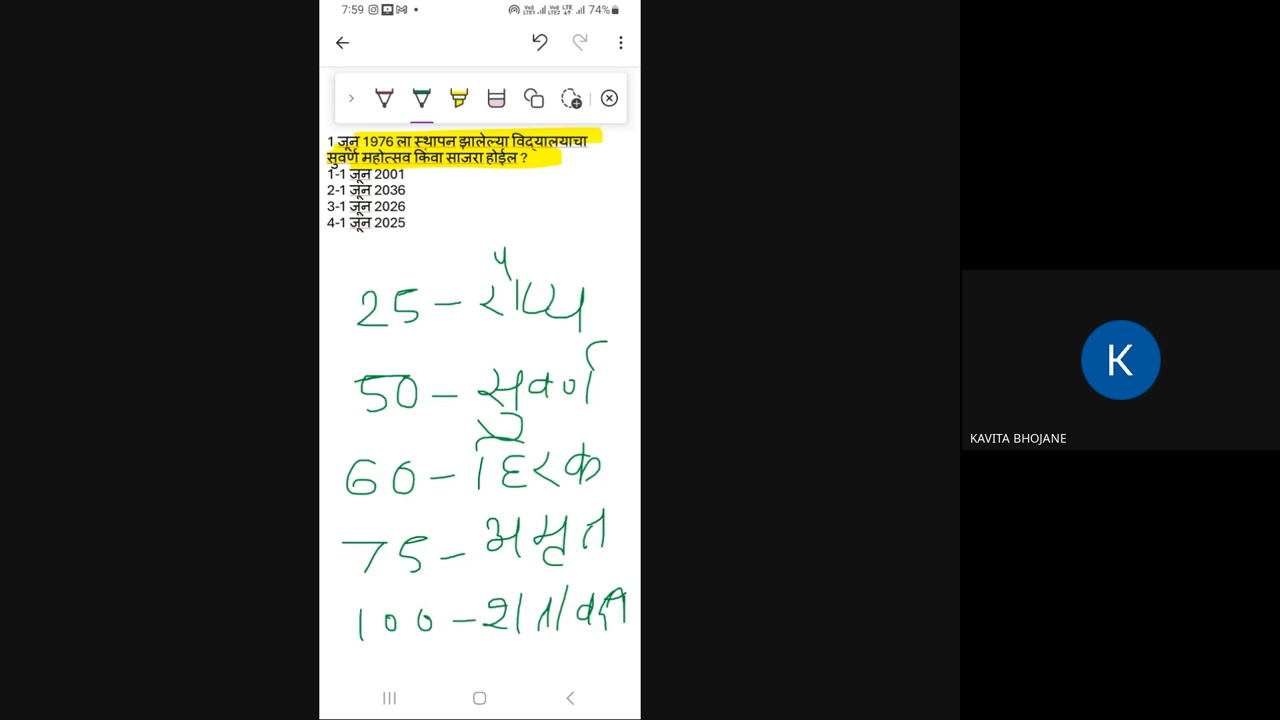 7:59 74%
1 जून 1976 ला स्थापन झालेल्या विद्यालयाचा
सुवर्ण महोत्सव किंवा साजरा होईल ?
1-1 जून 2001
2-1 जून 2036
3-1 जून 2026
4-1 जून 2025
25 - रौप्य
50 - सुवर्ण
60 - हिरक
75 - अमृत
100 - शताब्दी
K
KAVITA BHOJANE